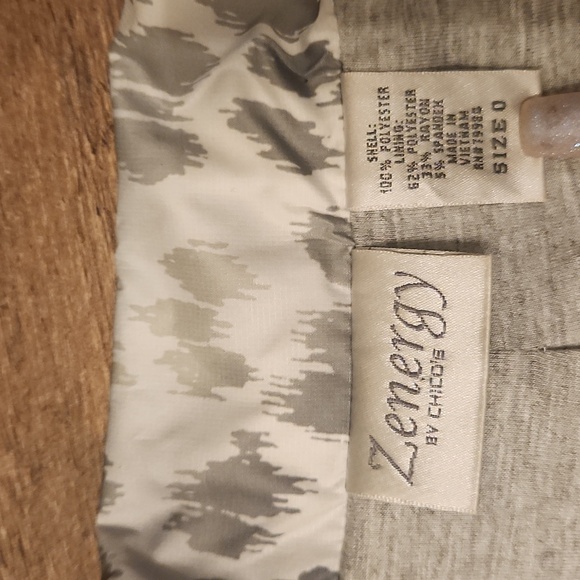 SHELL:
100% POLYESTER
LINING:
62% POLYESTER
33% RAYON
5% SPANDEX
MADE IN
VIETNAM
RN# 79984
SIZE 0
Zenergy
BY CHICO'S